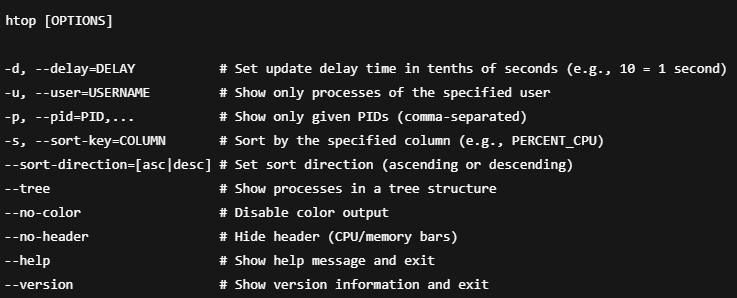 htop [OPTIONS]
-d, --delay=DELAY # Set update delay time in tenths of seconds (e.g., 10 = 1 second)
-u, --user=USERNAME # Show only processes of the specified user
-p, --pid=PID,... # Show only given PIDs (comma-separated)
-s, --sort-key=COLUMN # Sort by the specified column (e.g., PERCENT_CPU)
--sort-direction=[asc|desc] # Set sort direction (ascending or descending)
--tree # Show processes in a tree structure
--no-color # Disable color output
--no-header # Hide header (CPU/memory bars)
--help # Show help message and exit
--version # Show version information and exit